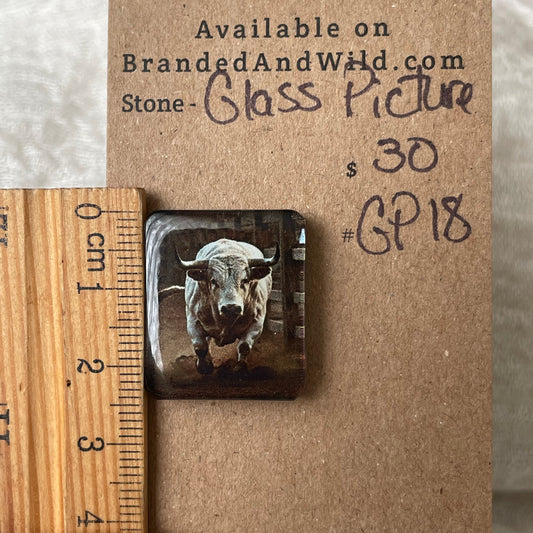 Available on
BrandedAndWild.com
Stone - Glass Picture
$ 30
# GP18
0
cm
1
2
3
4